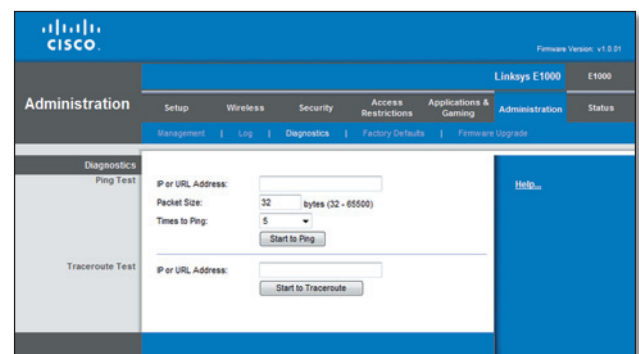 CISCO.
Firmware Version: v1.0.01
Linksys E1000 E1000
Administration
Setup Wireless Security Access Restrictions Applications & Gaming Administration Status
Management | Log | Diagnostics | Factory Defaults | Firmware Upgrade
Diagnostics
Ping Test
IP or URL Address:
Help...
Packet Size: 32 bytes (32 - 65500)
Times to Ping: 5
Start to Ping
Traceroute Test
IP or URL Address:
Start to Traceroute